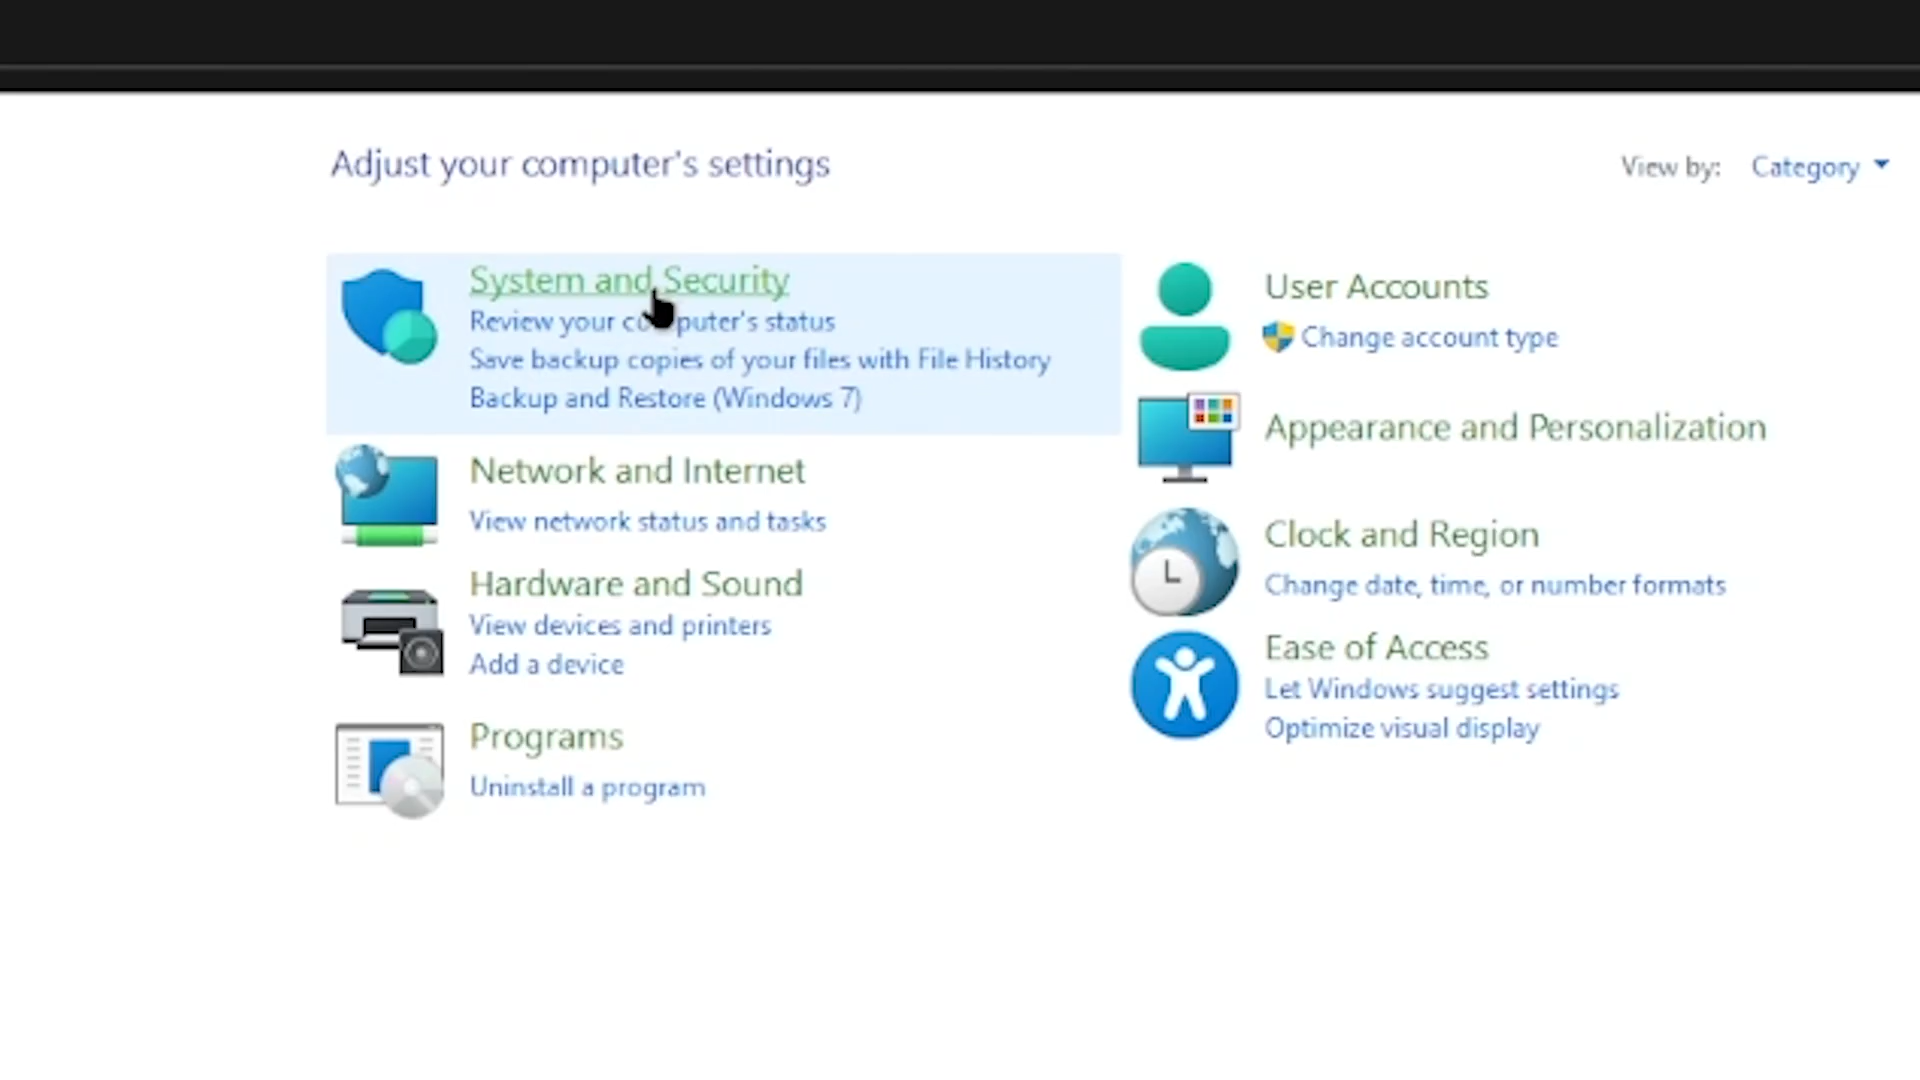 Adjust your computer's settings
View by: Category
System and Security
Review your computer's status
Save backup copies of your files with File History
Backup and Restore (Windows 7)
Network and Internet
View network status and tasks
Hardware and Sound
View devices and printers
Add a device
Programs
Uninstall a program
User Accounts
Change account type
Appearance and Personalization
Clock and Region
Change date, time, or number formats
Ease of Access
Let Windows suggest settings
Optimize visual display